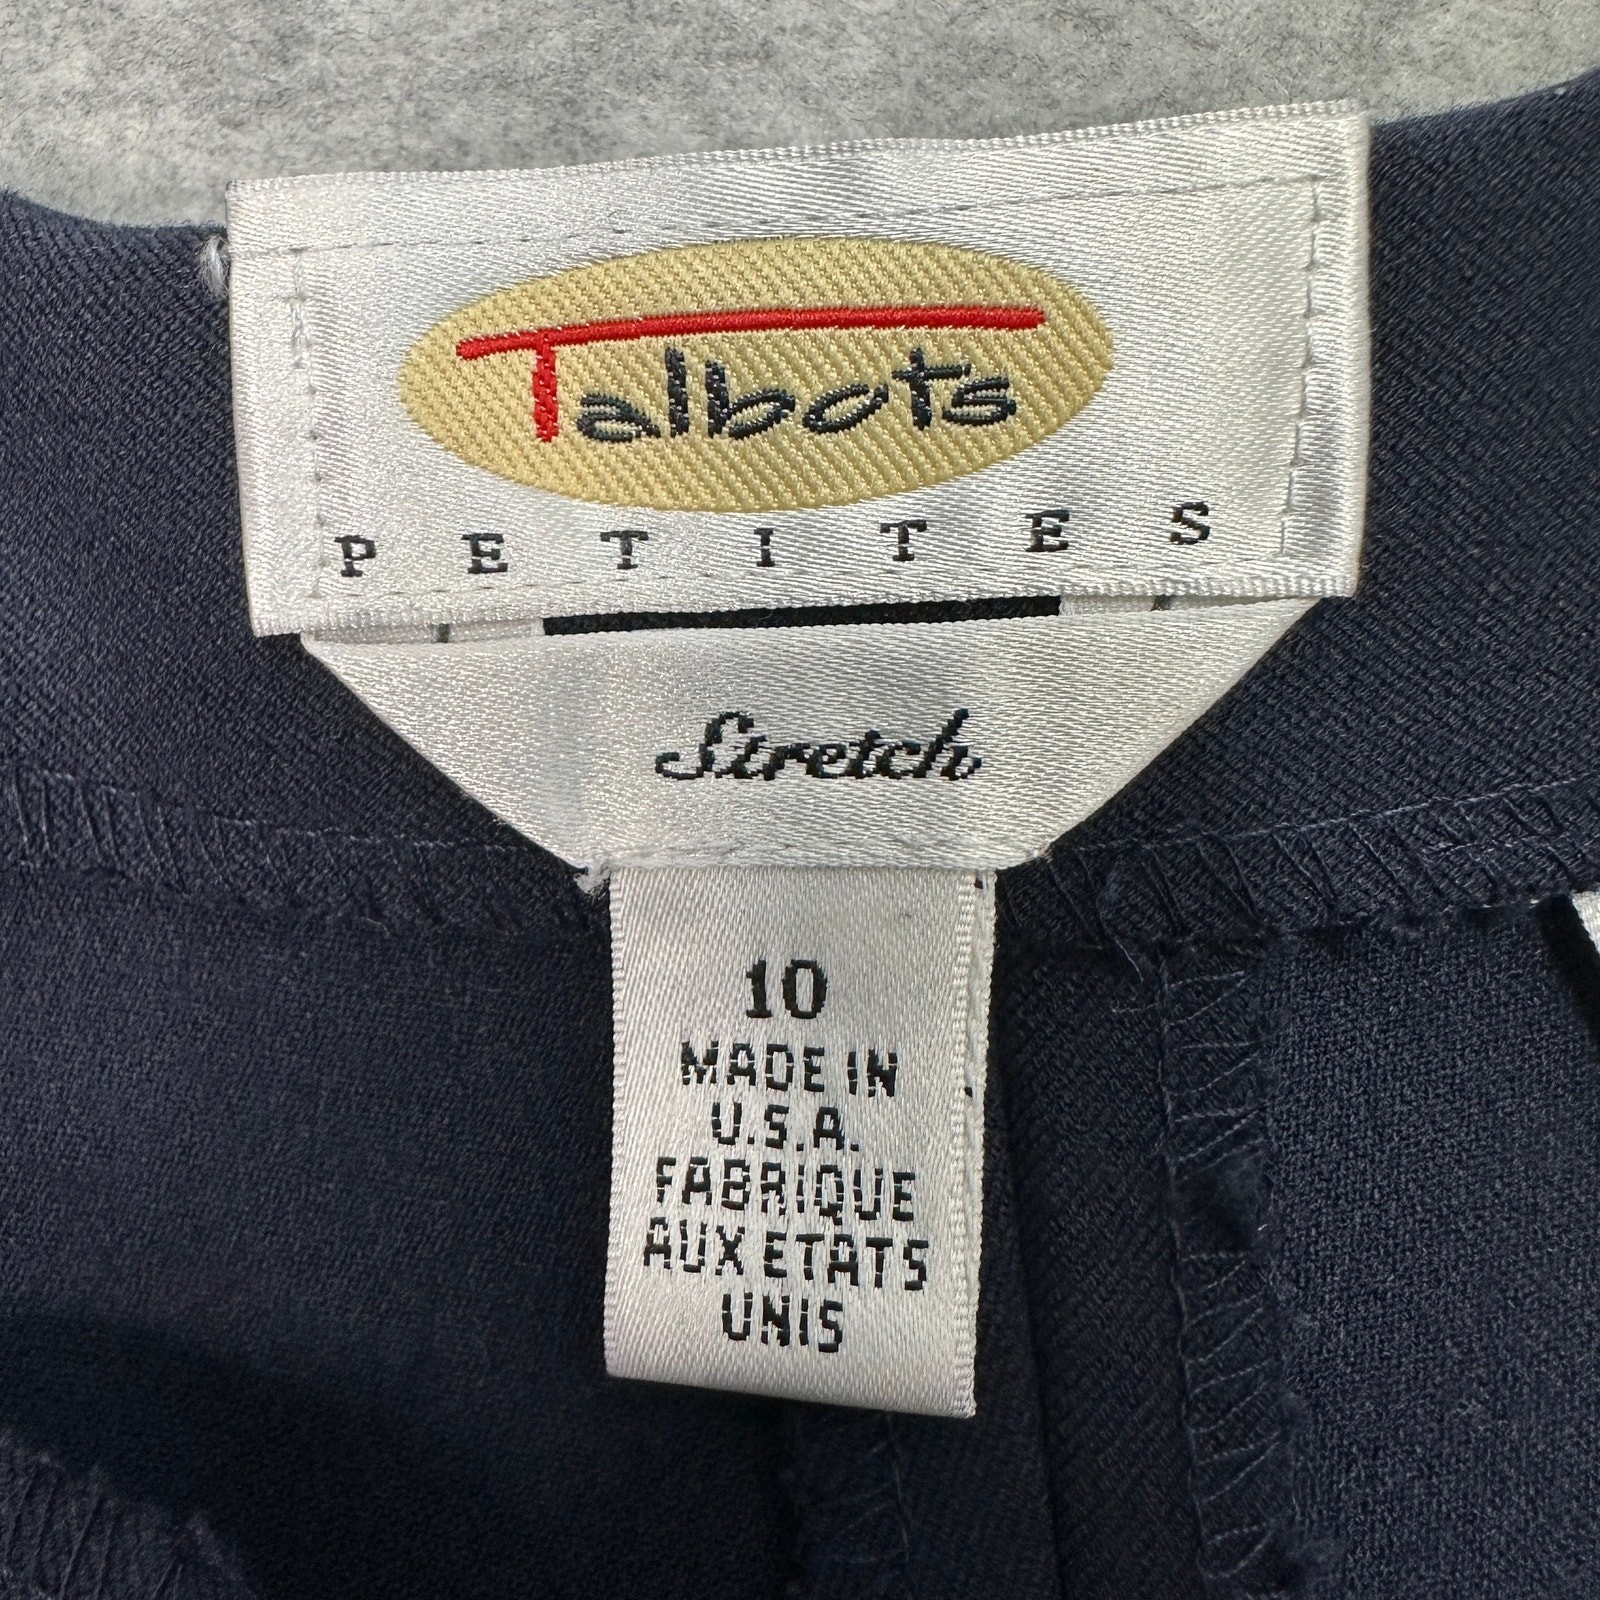 Talbots
PETITES
Stretch
10
MADE IN
U.S.A.
FABRIQUE
AUX ETATS
UNIS